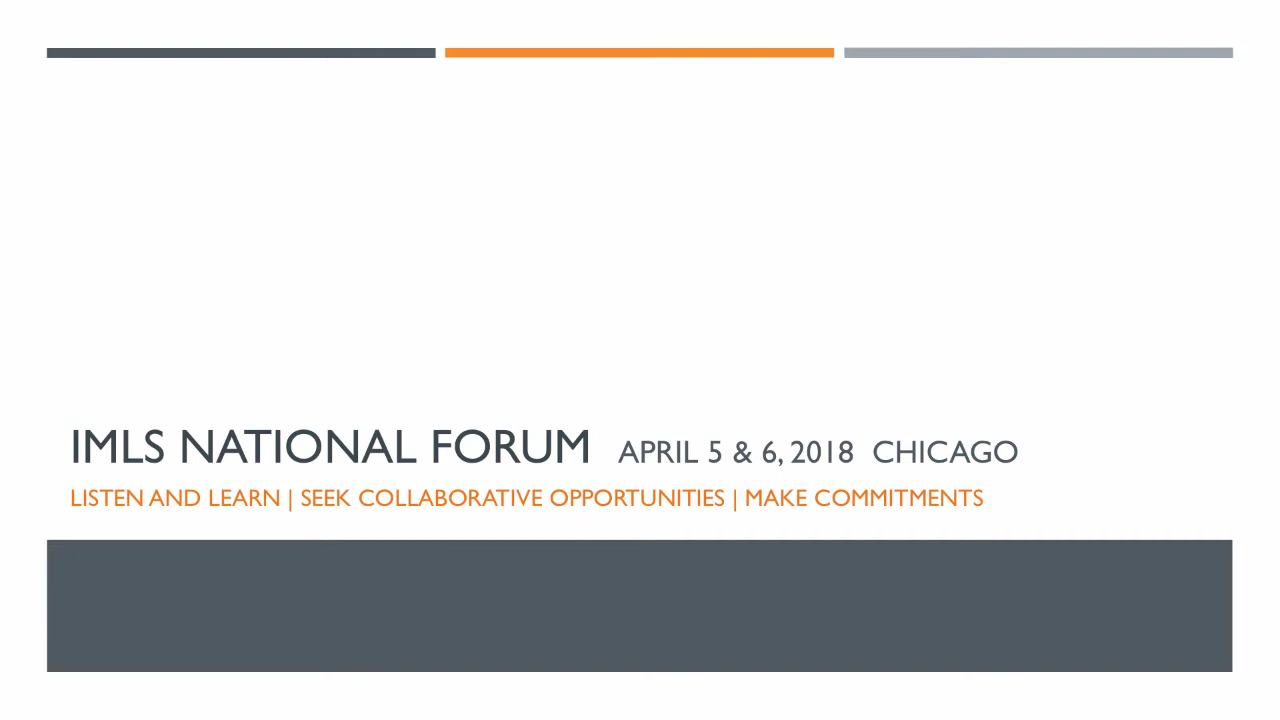 IMLS NATIONAL FORUM APRIL 5 & 6, 2018 CHICAGO
LISTEN AND LEARN | SEEK COLLABORATIVE OPPORTUNITIES | MAKE COMMITMENTS